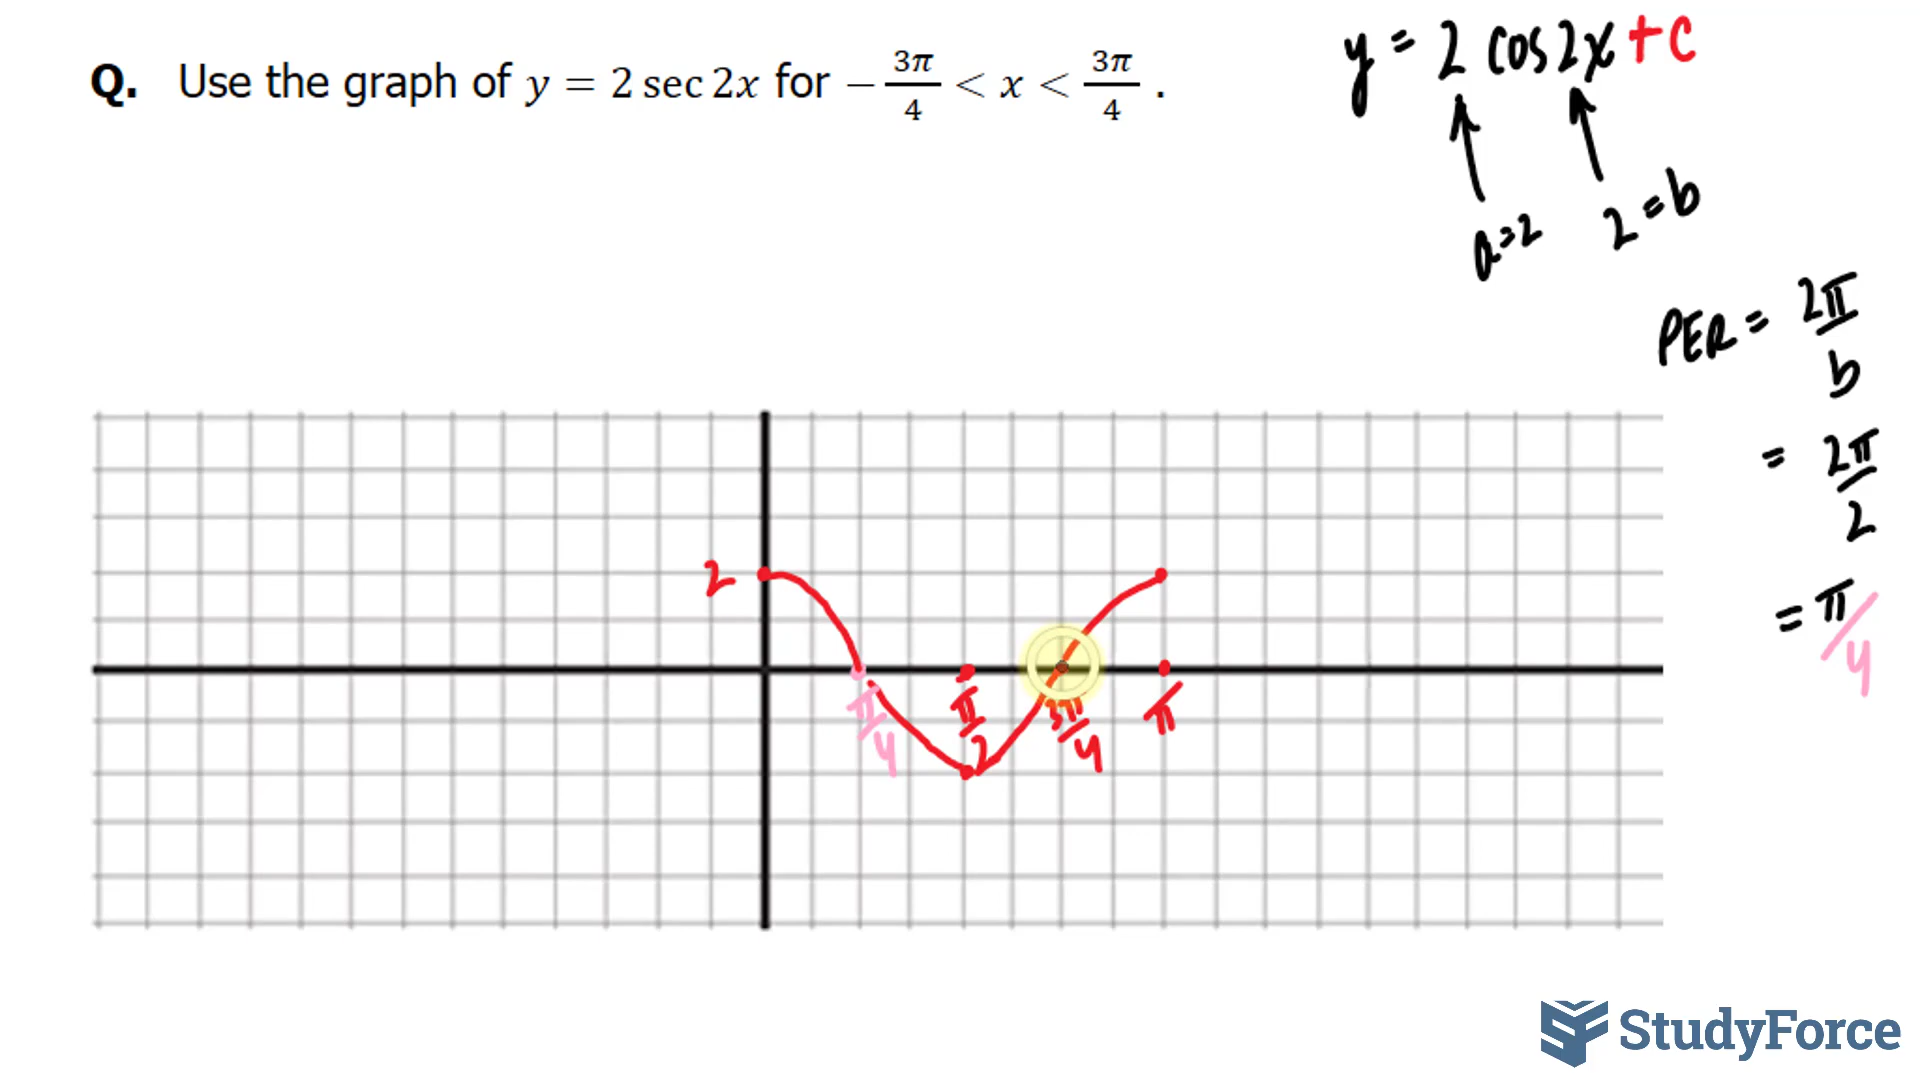 Q. Use the graph of y = 2 sec 2x for − 3π/4 < x < 3π/4 .
y = 2 cos 2x + c
a=2 2=b
PER = 2π/b
= 2π/2
= π/4
2
π/4 π/2 3π/4 π
StudyForce